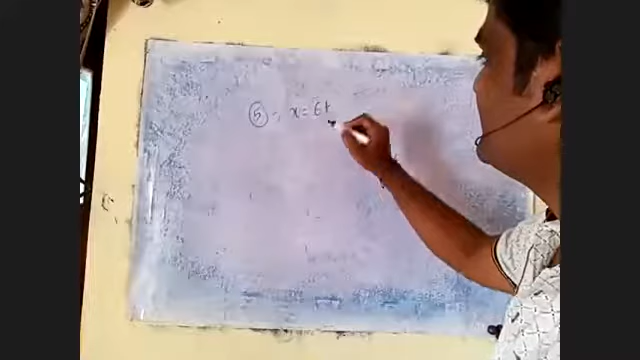 ⑤ :- x = 6t